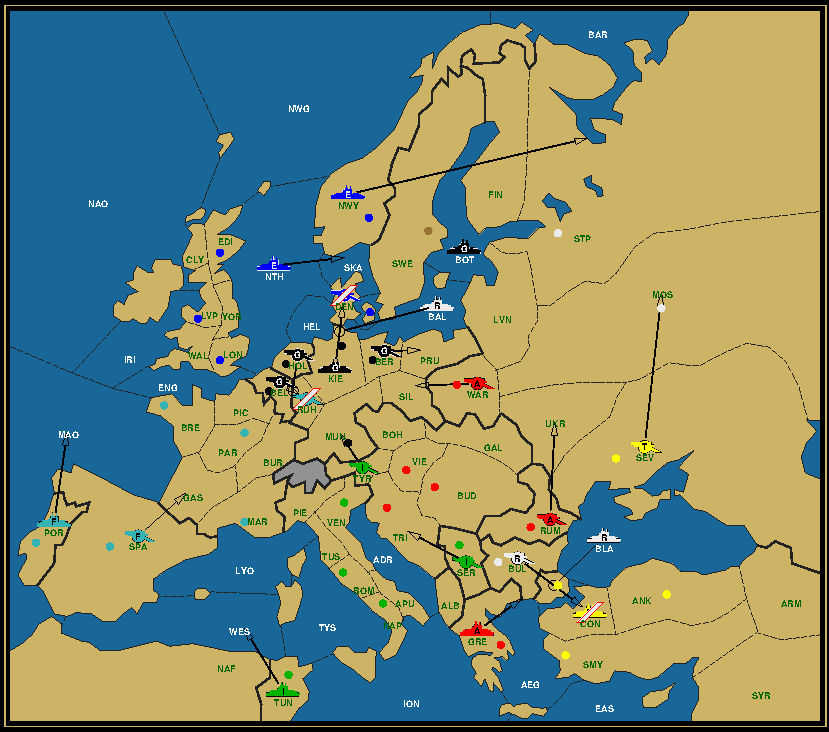 BAR
NWG
FIN
E
NWY
NAO
STP
EDI
G
CLY
BOT
SWE
E
SKA
NTH
MOS
DEN
R
LVP
YOR
BAL
LVN
HEL
IRI
WAL
LON
G
HOL
G
BER
PRU
ENG
G
KIE
BEL
A
WAR
SIL
RUH
PIC
BRE
UKR
MAO
MUN
BOH
PAR
GAL
T
SEV
BUR
VIE
I
TYR
BUD
GAS
PIE
F
POR
MAR
VEN
A
RUM
F
SPA
TRI
R
BLA
TUS
ADR
R
BUL
LYO
I
SER
ROM
ANK
ARM
APU
ALB
CON
NAP
WES
TYS
A
GRE
NAF
SMY
AEG
I
TUN
ION
EAS
SYR